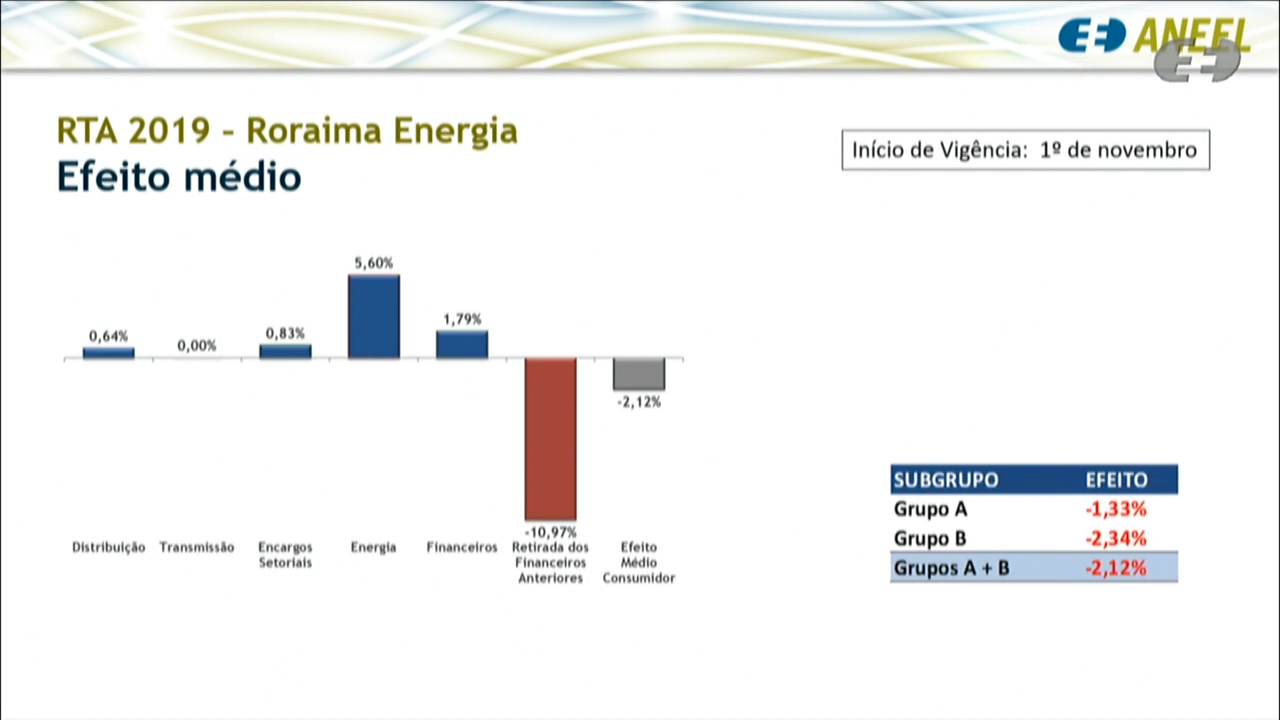 ANEEL
RTA 2019 – Roraima Energia
Efeito médio
Início de Vigência: 1º de novembro
5,60%
1,79%
0,83%
0,64%
0,00%
-2,12%
-10,97%
Distribuição
Transmissão
Encargos
Setoriais
Energia
Financeiros
Retirada dos
Financeiros
Anteriores
Efeito
Médio
Consumidor
SUBGRUPO EFEITO
Grupo A -1,33%
Grupo B -2,34%
Grupos A + B -2,12%